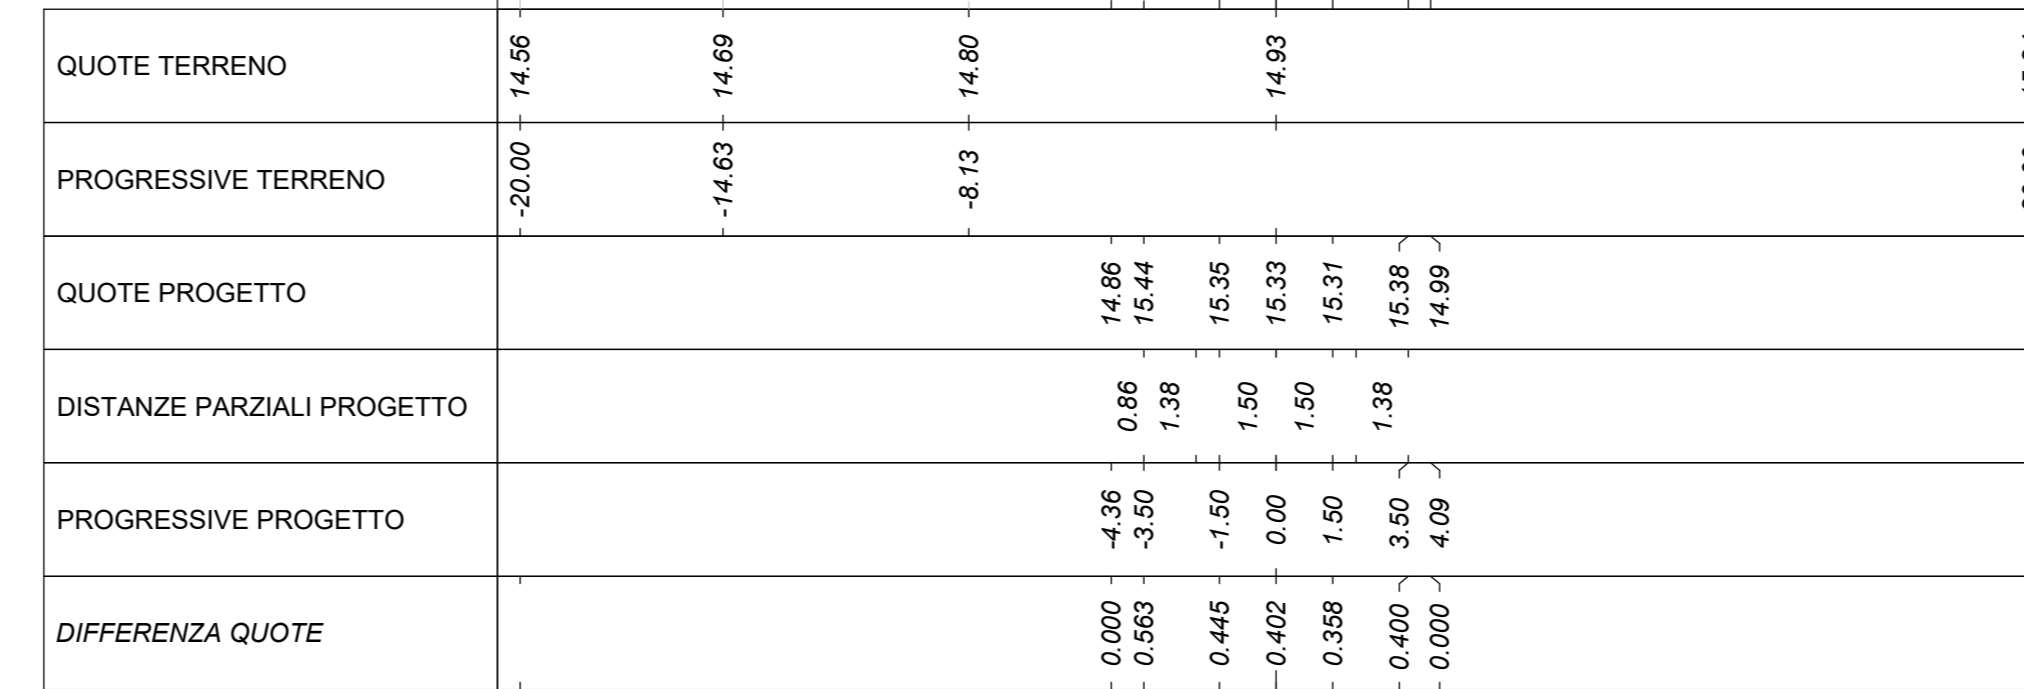 QUOTE TERRENO 14.56 14.69 14.80 14.93
PROGRESSIVE TERRENO -20.00 -14.63 -8.13
QUOTE PROGETTO 14.86 15.44 15.35 15.33 15.31 15.38 14.99
DISTANZE PARZIALI PROGETTO 0.86 1.38 1.50 1.50 1.38
PROGRESSIVE PROGETTO -4.36 -3.50 -1.50 0.00 1.50 3.50 4.09
DIFFERENZA QUOTE 0.000 0.563 0.445 0.402 0.358 0.400 0.000